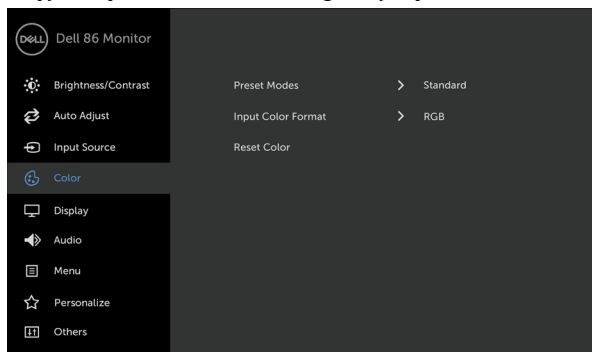 DELL
Dell 86 Monitor
Brightness/Contrast
Auto Adjust
Input Source
Color
Display
Audio
Menu
Personalize
Others
Preset Modes > Standard
Input Color Format > RGB
Reset Color